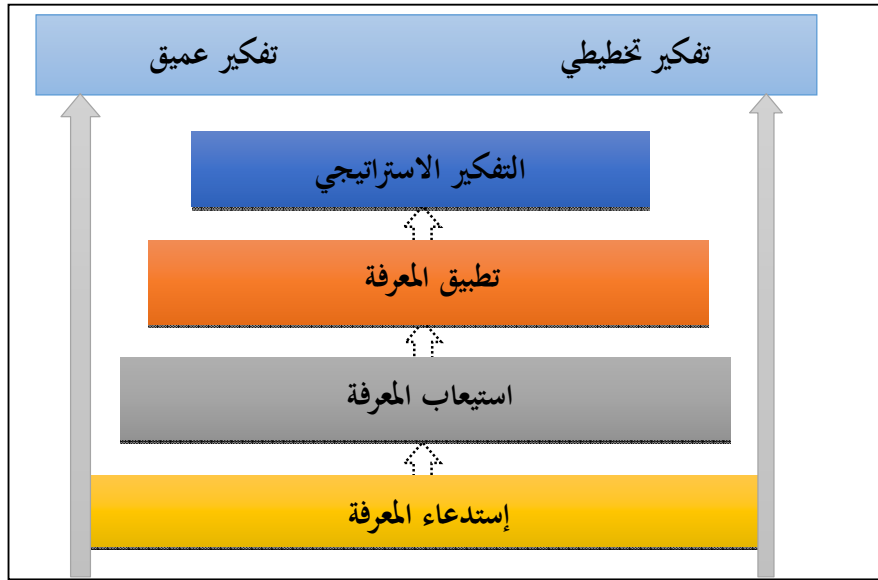 تفكير تخطيطي تفكير عميق
التفكير الاستراتيجي
تطبيق المعرفة
استيعاب المعرفة
إستدعاء المعرفة